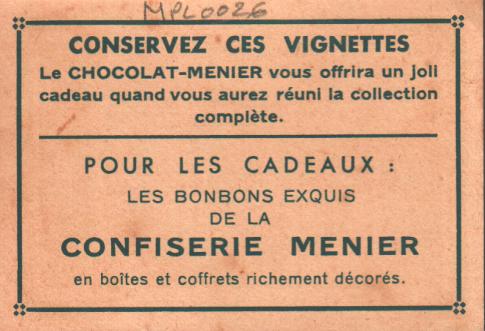 MPL0026
CONSERVEZ CES VIGNETTES
Le CHOCOLAT-MENIER vous offrira un joli
cadeau quand vous aurez réuni la collection
complète.
POUR LES CADEAUX :
LES BONBONS EXQUIS
DE LA
CONFISERIE MENIER
en boîtes et coffrets richement décorés.